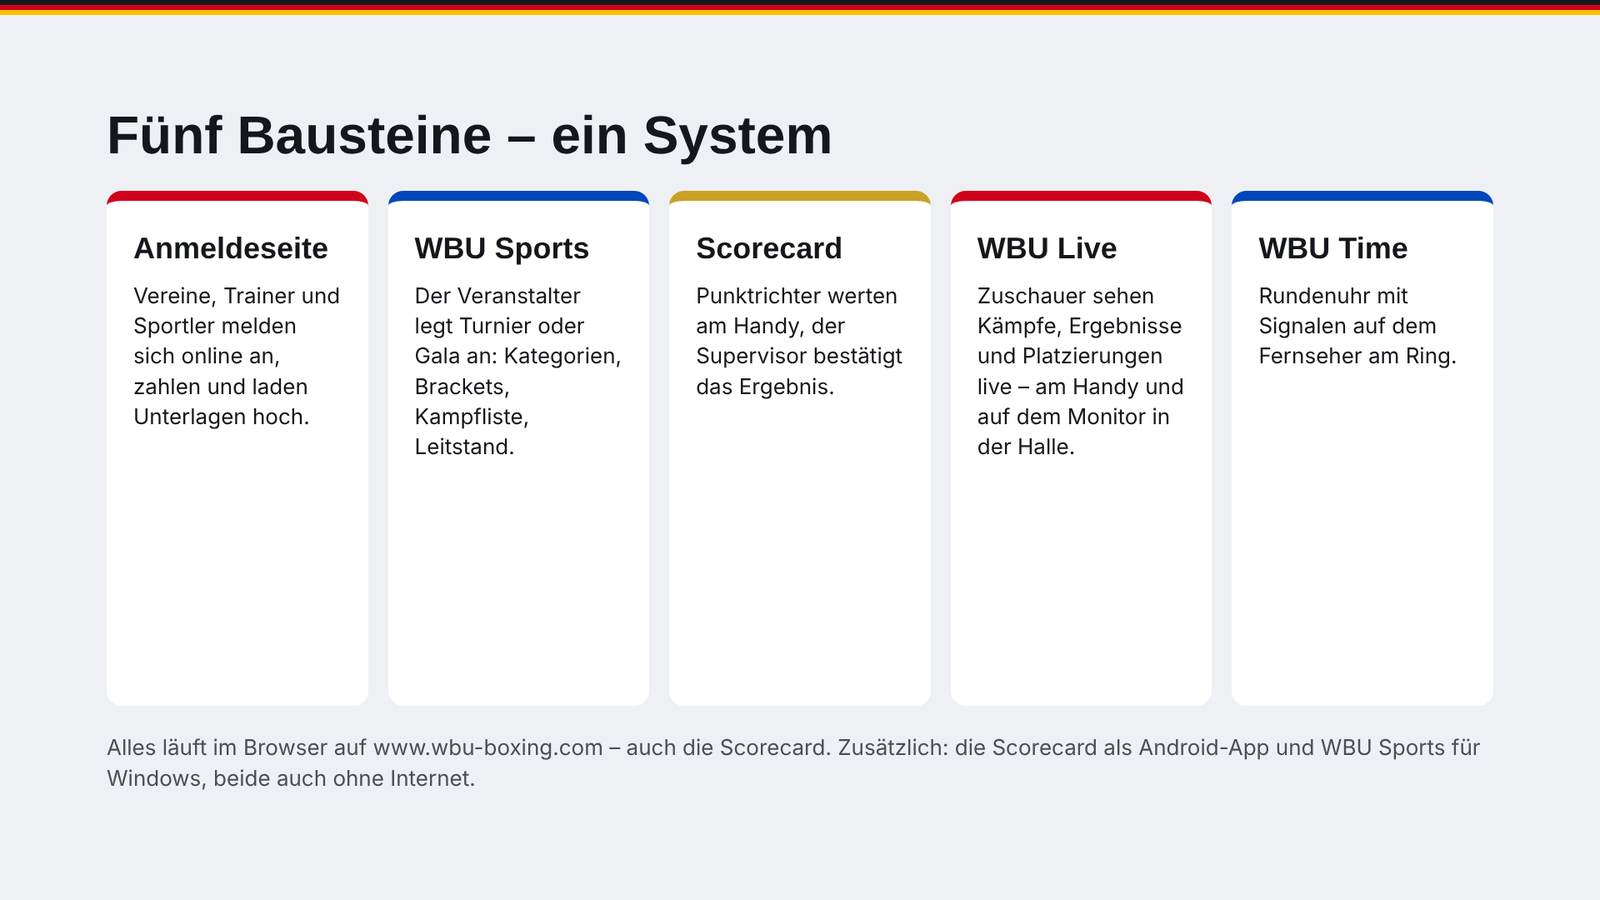 Fünf Bausteine – ein System
Anmeldeseite
Vereine, Trainer und
Sportler melden
sich online an,
zahlen und laden
Unterlagen hoch.
WBU Sports
Der Veranstalter
legt Turnier oder
Gala an: Kategorien,
Brackets,
Kampfliste,
Leitstand.
Scorecard
Punktrichter werten
am Handy, der
Supervisor bestätigt
das Ergebnis.
WBU Live
Zuschauer sehen
Kämpfe, Ergebnisse
und Platzierungen
live – am Handy und
auf dem Monitor in
der Halle.
WBU Time
Rundenuhr mit
Signalen auf dem
Fernseher am Ring.
Alles läuft im Browser auf www.wbu-boxing.com – auch die Scorecard. Zusätzlich: die Scorecard als Android-App und WBU Sports für
Windows, beide auch ohne Internet.